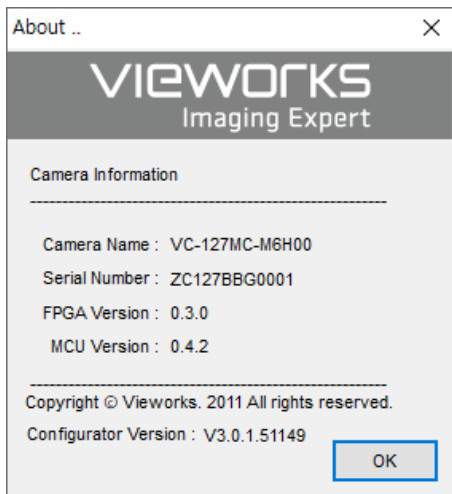 About ..
VIEWORKS
Imaging Expert
Camera Information
Camera Name : VC-127MC-M6H00
Serial Number : ZC127BBG0001
FPGA Version : 0.3.0
MCU Version : 0.4.2
Copyright © Vieworks. 2011 All rights reserved.
Configurator Version : V3.0.1.51149
OK